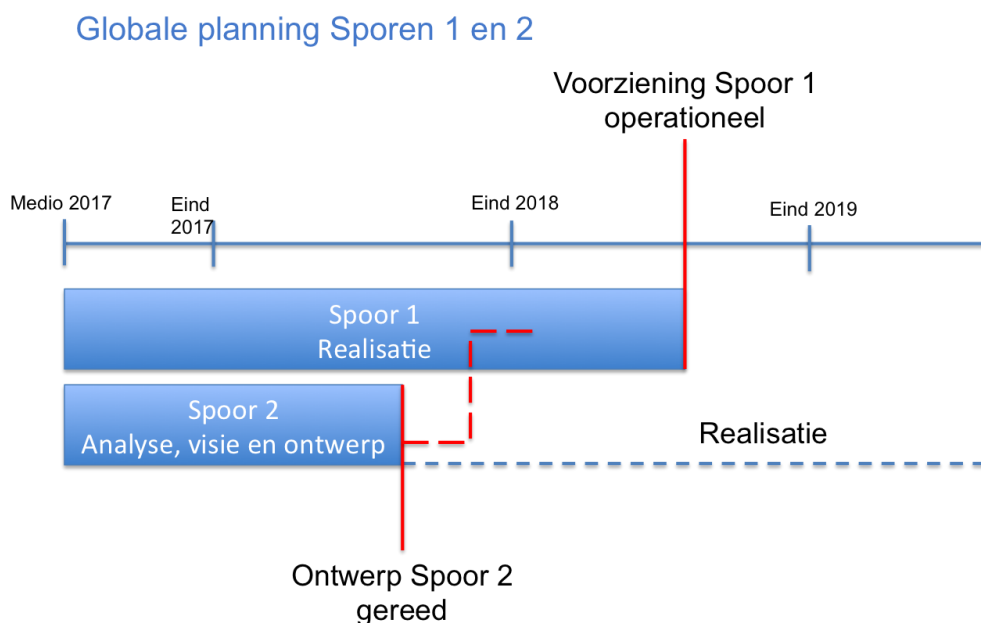 Globale planning Sporen 1 en 2
Voorziening Spoor 1
operationeel
Medio 2017
Eind
2017
Eind 2018
Eind 2019
Spoor 1
Realisatie
Spoor 2
Analyse, visie en ontwerp
Realisatie
Ontwerp Spoor 2
gereed